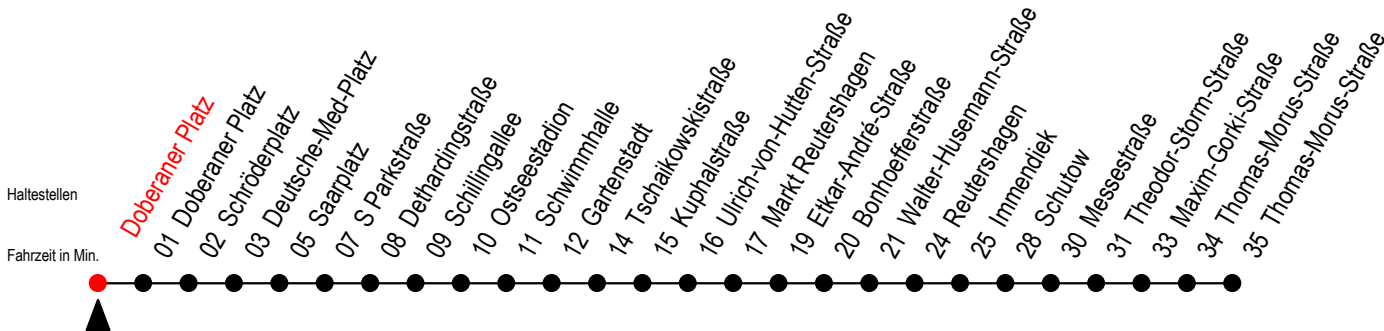 Haltestellen
Fahrzeit in Min.
Doberaner Platz
01 Doberaner Platz
02 Schröderplatz
03 Deutsche-Med-Platz
05 Saarplatz
07 S Parkstraße
08 Dethardingstraße
09 Schillingallee
10 Ostseestadion
11 Schwimmhalle
12 Gartenstadt
14 Tschaikowskistraße
15 Kuphalstraße
16 Ulrich-von-Hutten-Straße
17 Markt Reutershagen
19 Etkar-André-Straße
20 Bonhoefferstraße
21 Walter-Husemann-Straße
24 Reutershagen
25 Immendiek
28 Schutow
30 Messestraße
31 Theodor-Storm-Straße
33 Maxim-Gorki-Straße
34 Thomas-Morus-Straße
35 Thomas-Morus-Straße